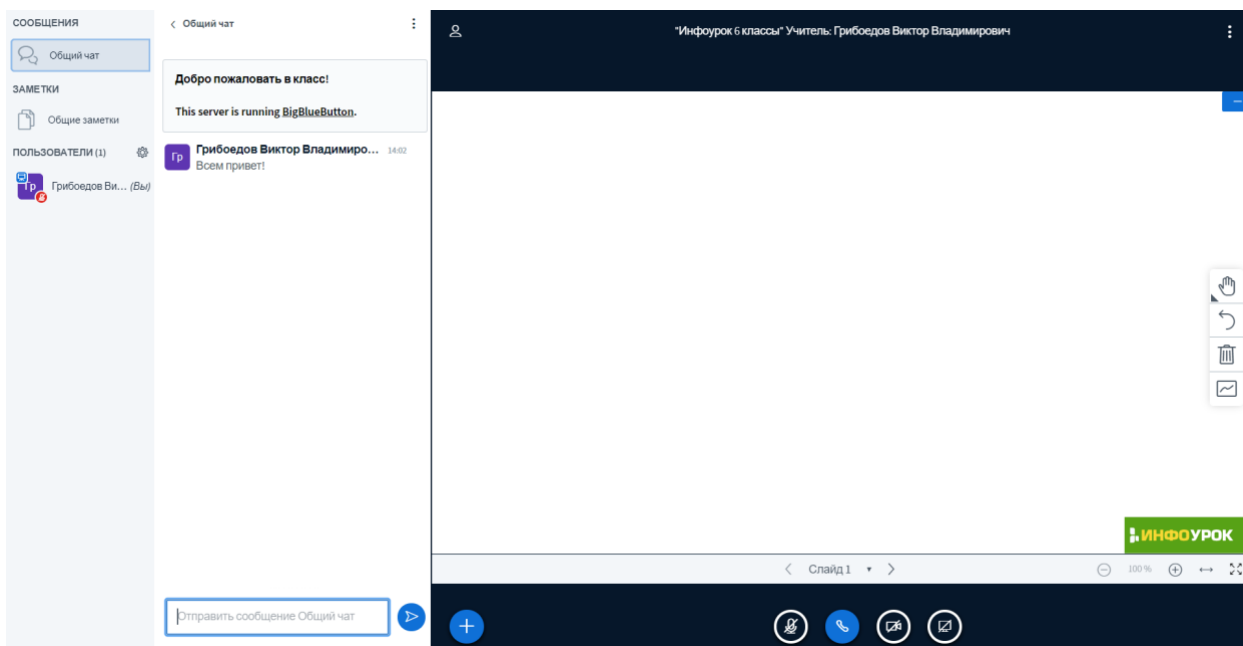 СООБЩЕНИЯ
Общий чат
ЗАМЕТКИ
Общие заметки
ПОЛЬЗОВАТЕЛИ (1)
Гр
Грибоедов Ви... (Вы)
Общий чат
Добро пожаловать в класс!
This server is running BigBlueButton.
Гр
Грибоедов Виктор Владимиро... 14:02
Всем привет!
Отправить сообщение Общий чат
"Инфоурок 6 классы" Учитель: Грибоедов Виктор Владимирович
ИНФОУРОК
Слайд 1
100 %